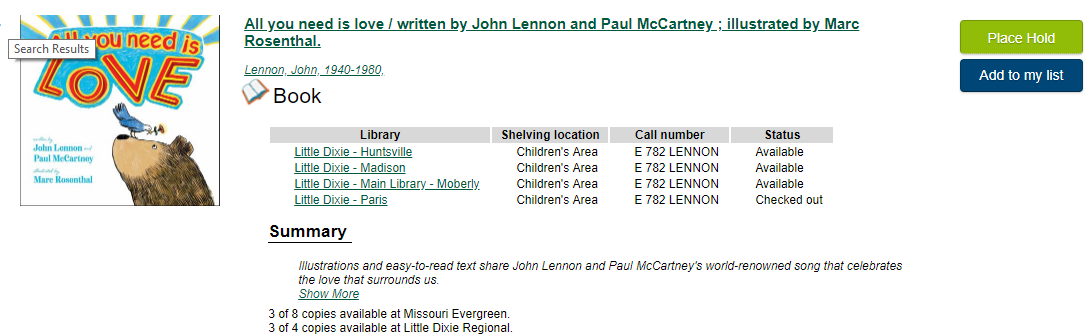 All you need is
LOVE
Search Results
written by
John Lennon and
Paul McCartney
illustrated by
Marc Rosenthal
All you need is love / written by John Lennon and Paul McCartney ; illustrated by Marc
Rosenthal.
Lennon, John, 1940-1980,
Book
Place Hold
Add to my list
Library Shelving location Call number Status
Little Dixie - Huntsville Children's Area E 782 LENNON Available
Little Dixie - Madison Children's Area E 782 LENNON Available
Little Dixie - Main Library - Moberly Children's Area E 782 LENNON Available
Little Dixie - Paris Children's Area E 782 LENNON Checked out
Summary
Illustrations and easy-to-read text share John Lennon and Paul McCartney's world-renowned song that celebrates
the love that surrounds us.
Show More
3 of 8 copies available at Missouri Evergreen.
3 of 4 copies available at Little Dixie Regional.